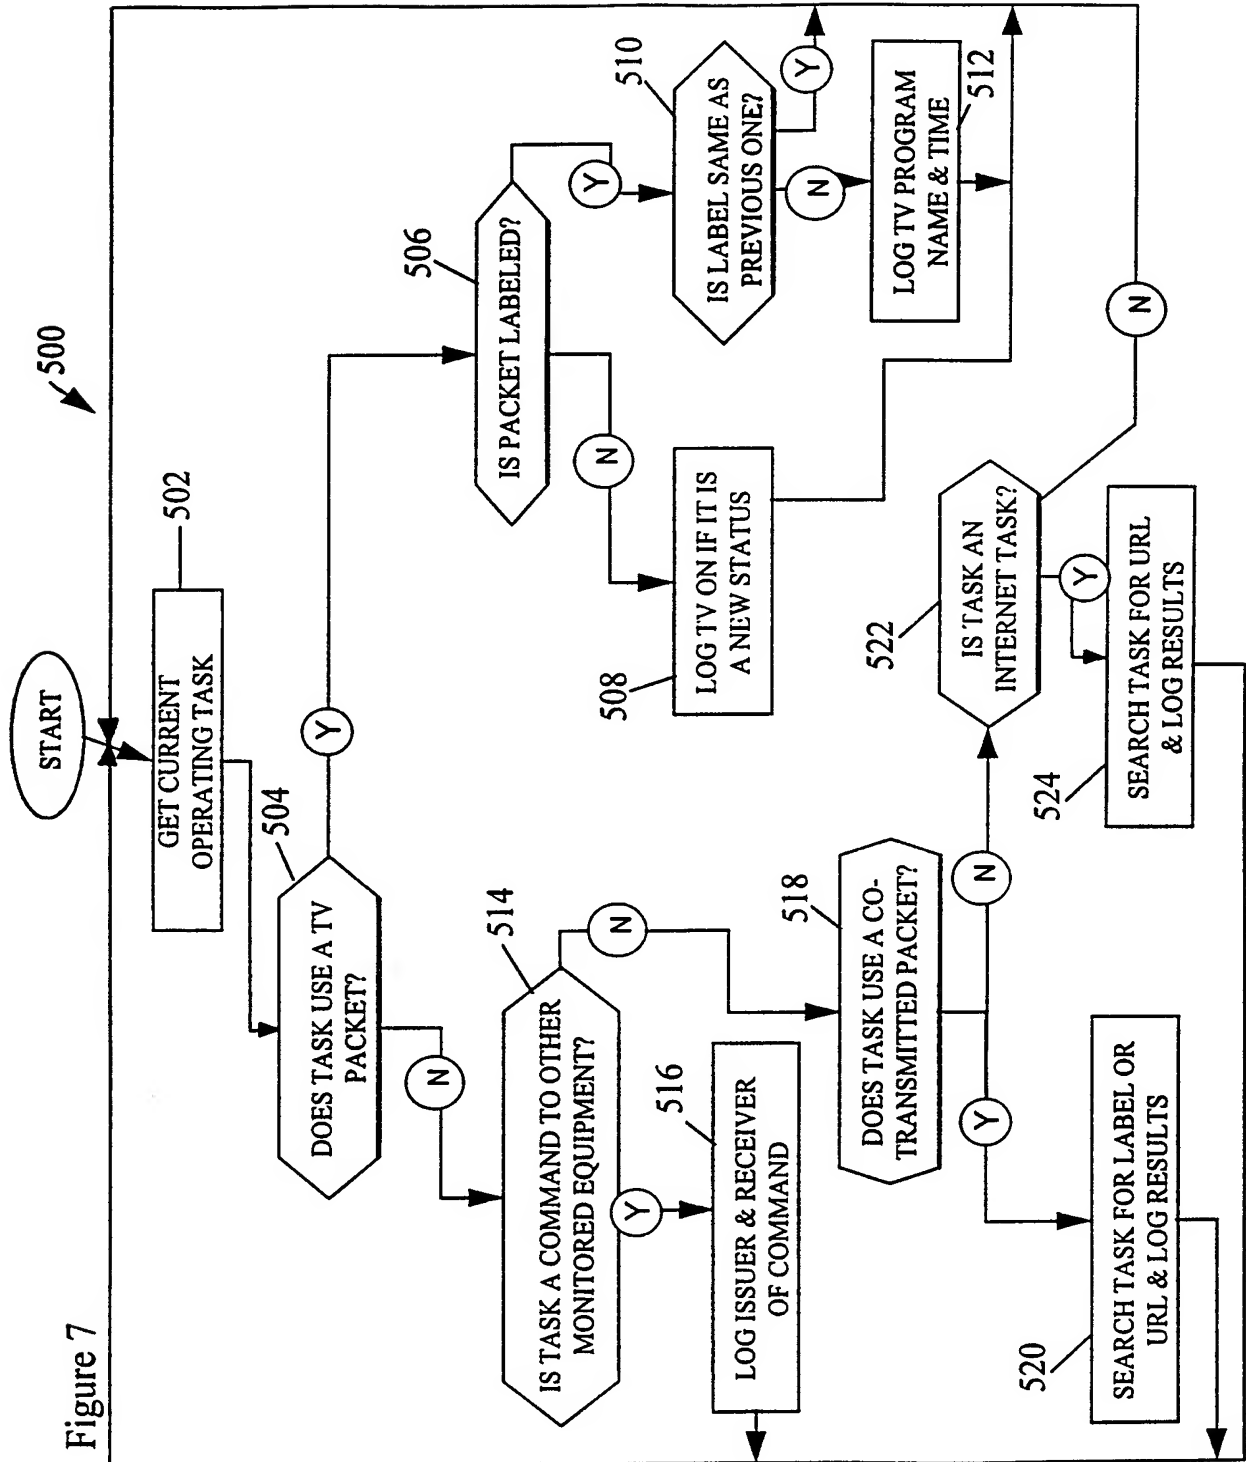 Figure 7
500
START
GET CURRENT
OPERATING TASK
502
DOES TASK USE A TV
PACKET?
504
Y
N
IS PACKET LABELED?
506
Y
N
IS LABEL SAME AS
PREVIOUS ONE?
510
Y
N
LOG TV PROGRAM
NAME & TIME
512
LOG TV ON IF IT IS
A NEW STATUS
508
IS TASK A COMMAND TO OTHER
MONITORED EQUIPMENT?
514
N
Y
LOG ISSUER & RECEIVER
OF COMMAND
516
DOES TASK USE A CO-
TRANSMITTED PACKET?
518
N
Y
SEARCH TASK FOR LABEL OR
URL & LOG RESULTS
520
IS TASK AN
INTERNET TASK?
522
N
Y
SEARCH TASK FOR URL
& LOG RESULTS
524